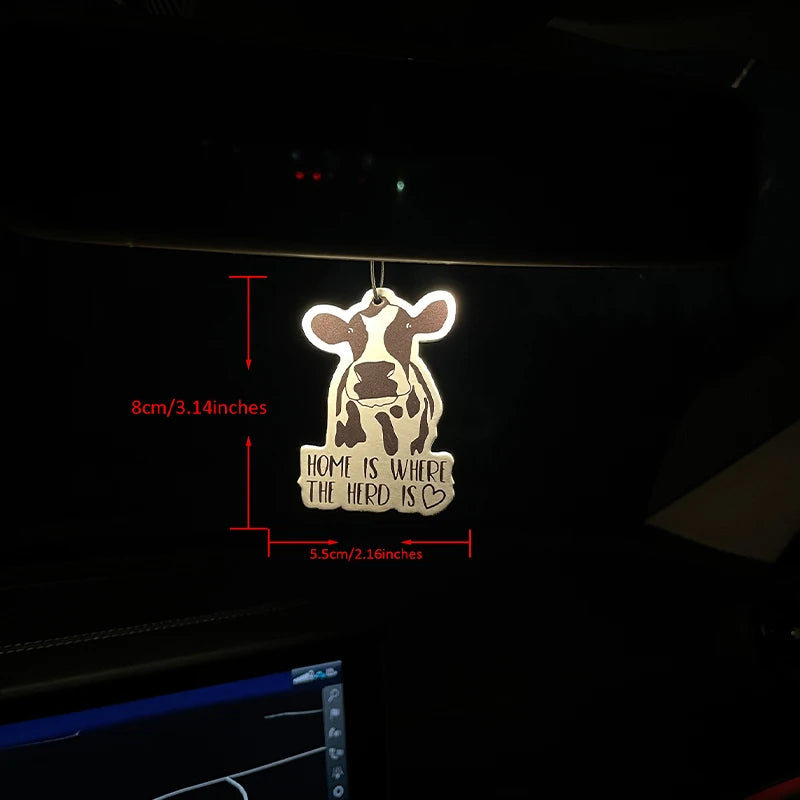 8cm/3.14inches
HOME IS WHERE
THE HERD IS
5.5cm/2.16inches